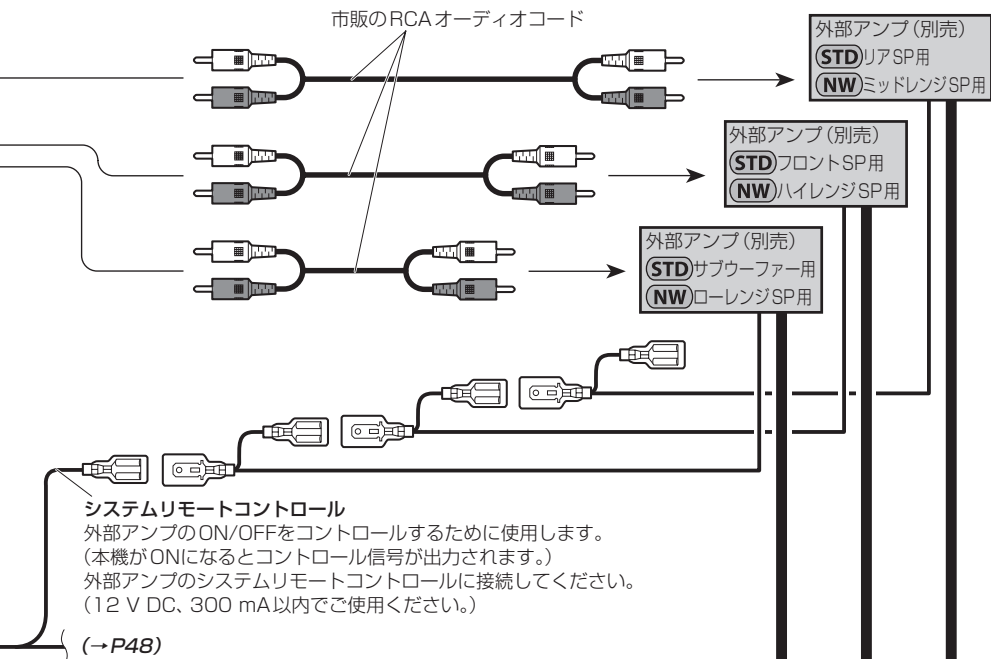 市販のRCAオーディオコード
外部アンプ(別売)
STDリアSP用
NWミッドレンジSP用
外部アンプ(別売)
STDフロントSP用
NWハイレンジSP用
外部アンプ(別売)
STDサブウーファー用
NWローレンジSP用
システムリモートコントロール
外部アンプのON/OFFをコントロールするために使用します。
(本機がONになるとコントロール信号が出力されます。)
外部アンプのシステムリモートコントロールに接続してください。
(12 V DC、300 mA以内でご使用ください。)
(→P48)